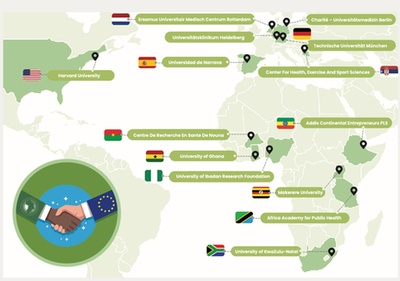 Erasmus Universitair Medisch Centrum Rotterdam
Charité - Universitätsmedizin Berlin
Universitätsklinikum Heidelberg
Technische Universität München
Universidad de Navarra
Center For Health, Exercise And Sport Sciences
Harvard University
Addis Continental Entrepreneurs PLS
Centre De Recherche En Sante De Nouna
University of Ghana
University of Ibadan Research Foundation
Makerere University
Africa Academy for Public Health
University of KwaZulu-Natal